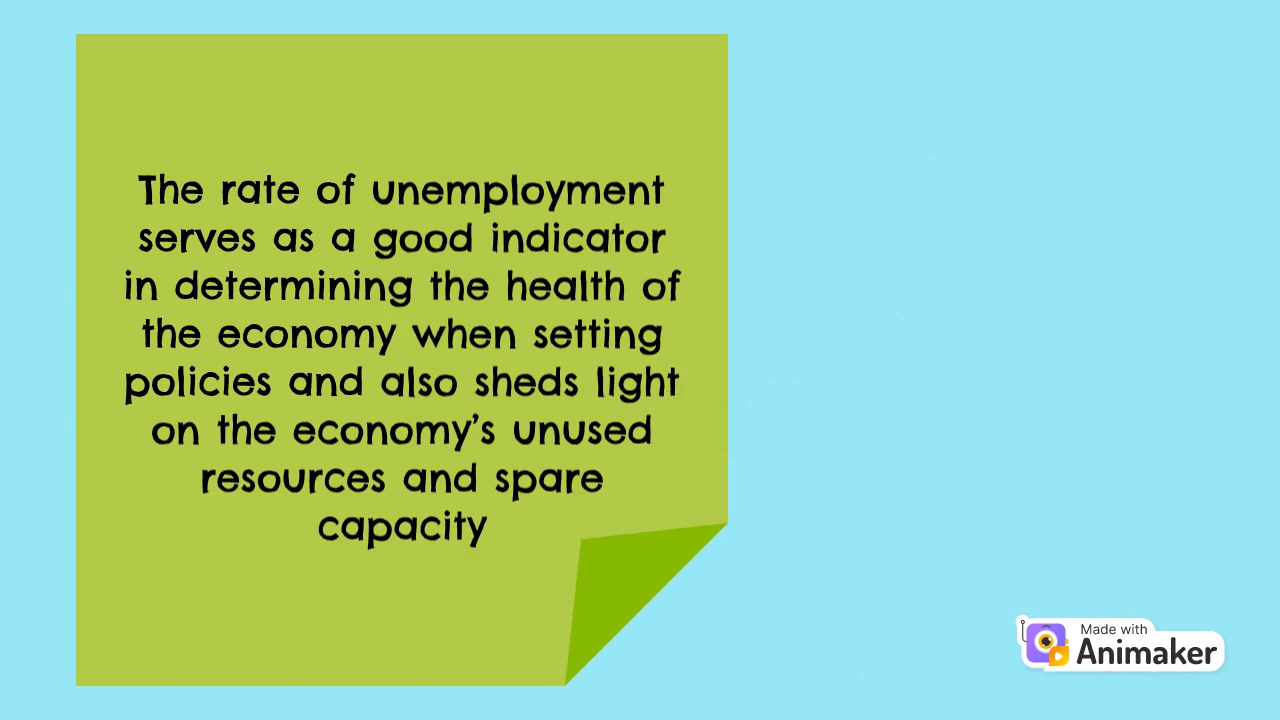 The rate of unemployment
serves as a good indicator
in determining the health of
the economy when setting
policies and also sheds light
on the economy’s unused
resources and spare
capacity
Made with
Animaker